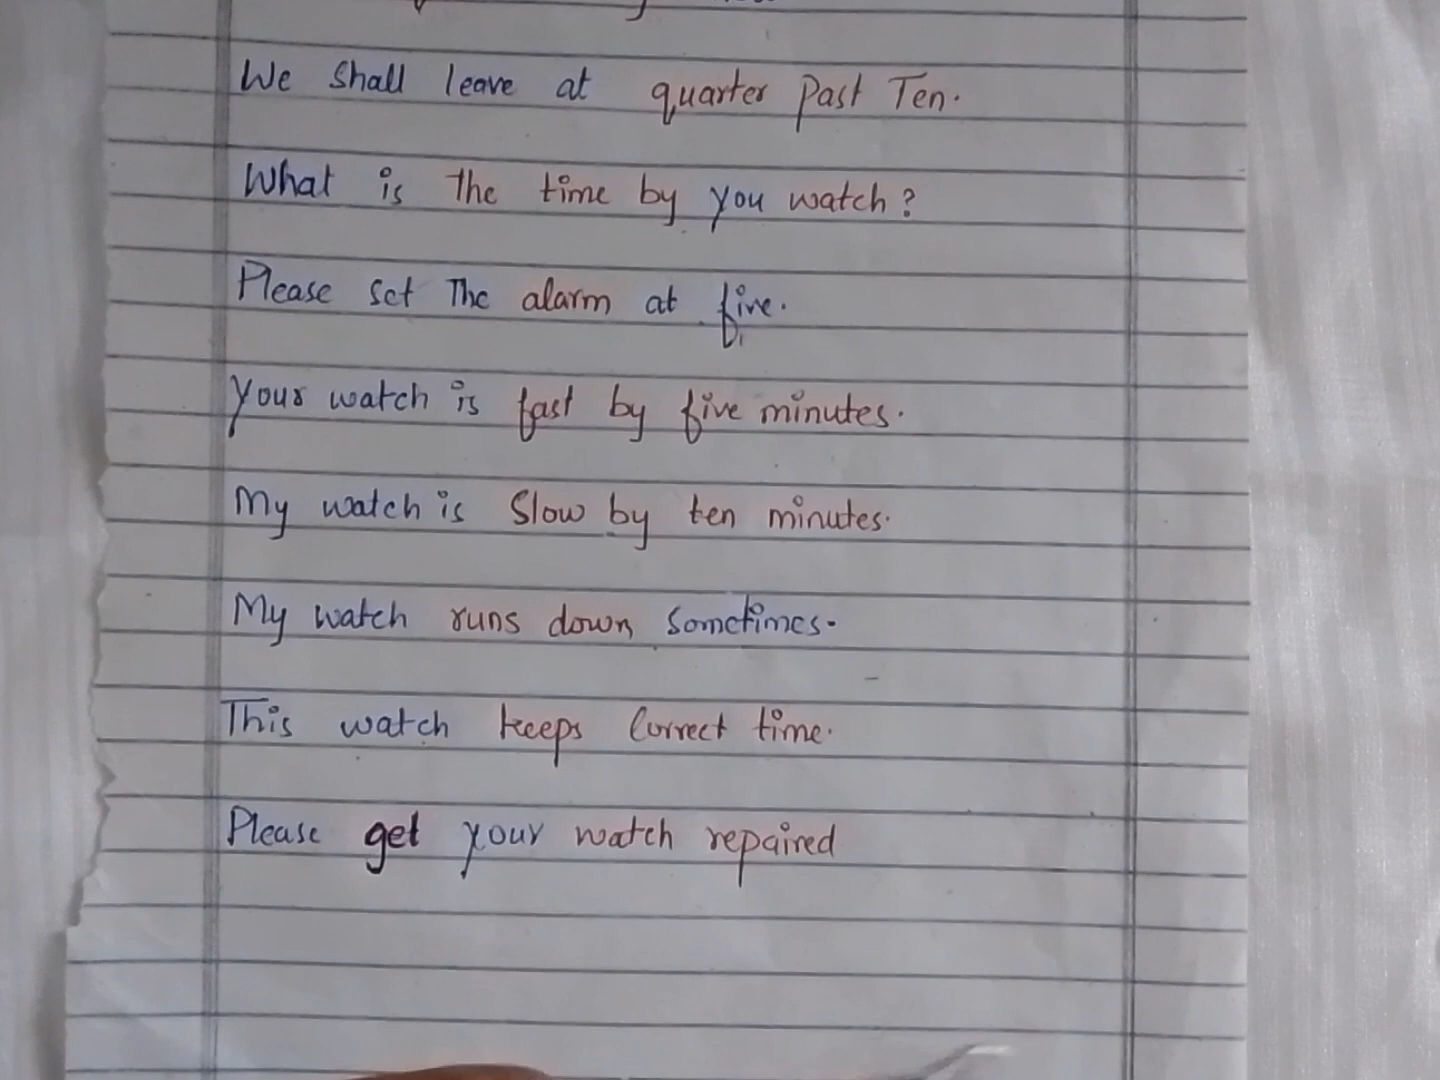 We Shall leave at quarter Past Ten.
What is The time by you watch?
Please set The alarm at five.
Your watch is fast by five minutes.
My watch is Slow by ten minutes.
My watch runs down Sometimes.
This watch keeps Correct time.
Please get your watch repaired